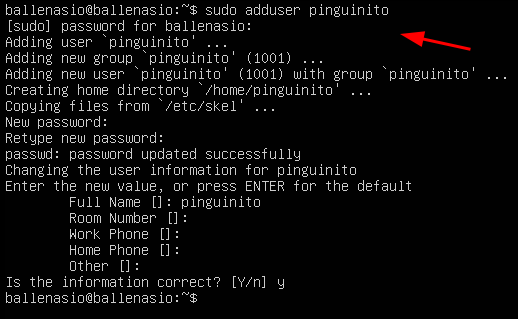 ballenasio@ballenasio:~$ sudo adduser pinguinito
[sudo] password for ballenasio:
Adding user `pinguinito' ...
Adding new group `pinguinito' (1001) ...
Adding new user `pinguinito' (1001) with group `pinguinito' ...
Creating home directory `/home/pinguinito' ...
Copying files from `/etc/skel' ...
New password:
Retype new password:
passwd: password updated successfully
Changing the user information for pinguinito
Enter the new value, or press ENTER for the default
Full Name []: pinguinito
Room Number []:
Work Phone []:
Home Phone []:
Other []:
Is the information correct? [Y/n] y
ballenasio@ballenasio:~$